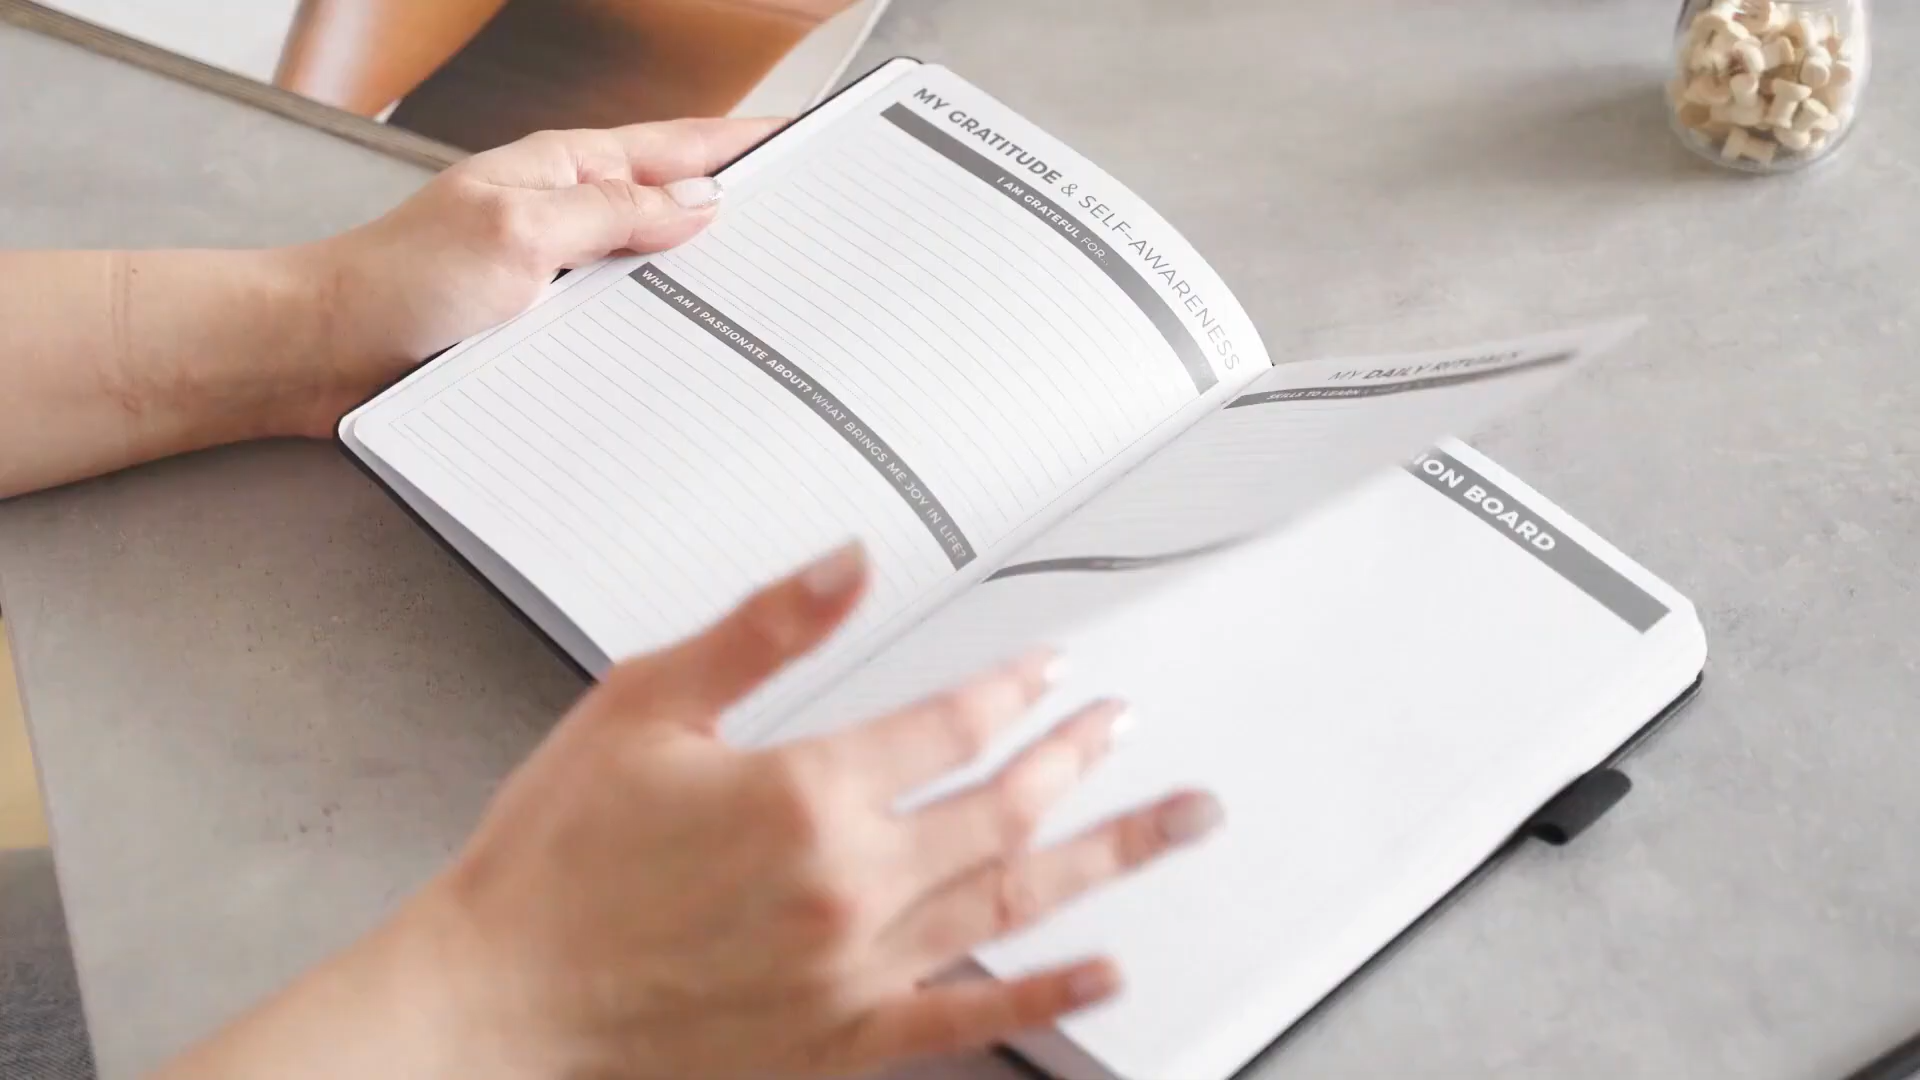 MY GRATITUDE & SELF-AWARENESS
I AM GRATEFUL FOR...
WHAT AM I PASSIONATE ABOUT? WHAT BRINGS ME JOY IN LIFE?
MY DAILY RITUALS
SKILLS TO LEARN
ION BOARD